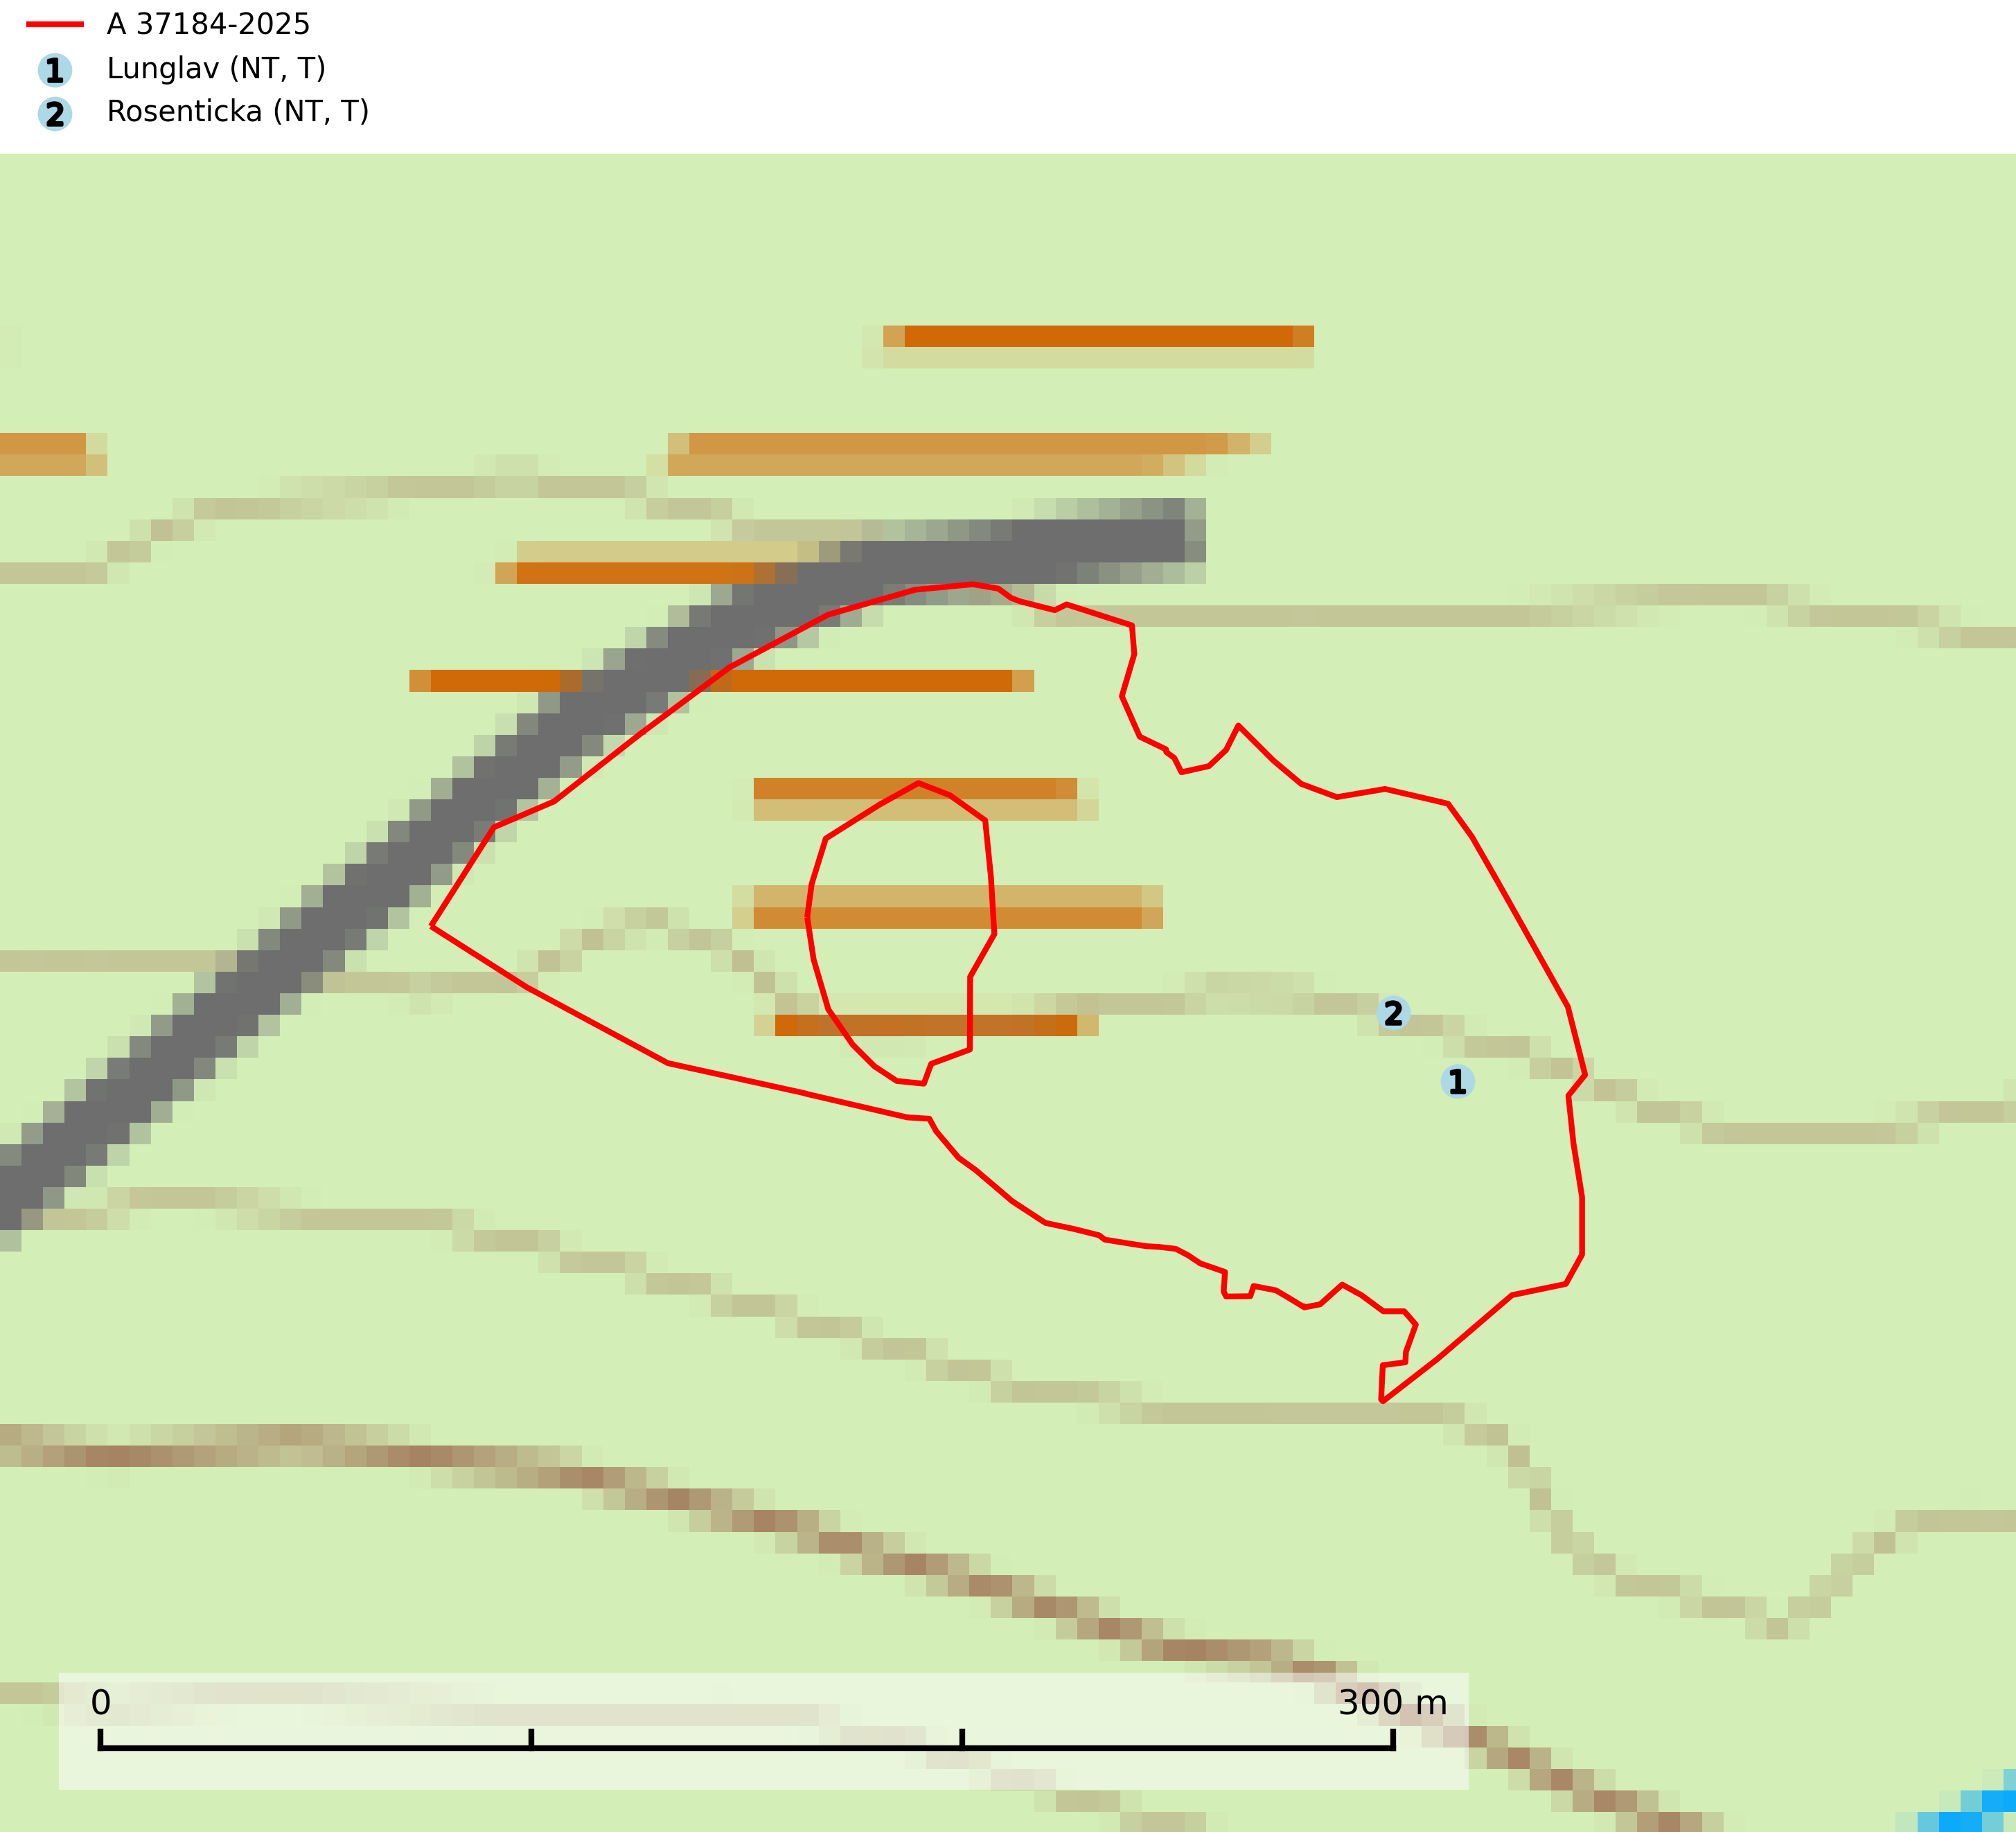 A 37184-2025
1 Lunglav (NT, T)
2 Rosenticka (NT, T)
2
1
0 300 m